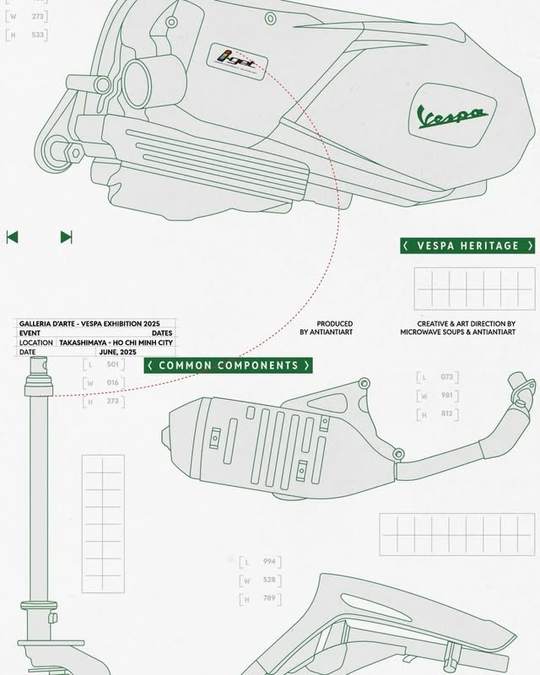 [ W 273 ]
[ H 533 ]
i-get
Vespa
‹ VESPA HERITAGE ›
GALLERIA D'ARTE - VESPA EXHIBITION 2025
EVENT DATES
LOCATION TAKASHIMAYA - HO CHI MINH CITY
DATE JUNE, 2025
PRODUCED
BY ANTIANTIART
CREATIVE & ART DIRECTION BY
MICROWAVE SOUPS & ANTIANTIART
‹ COMMON COMPONENTS ›
[ L 501 ]
[ W 016 ]
[ H 273 ]
[ L 073 ]
[ W 981 ]
[ H 812 ]
[ L 994 ]
[ W 528 ]
[ H 789 ]